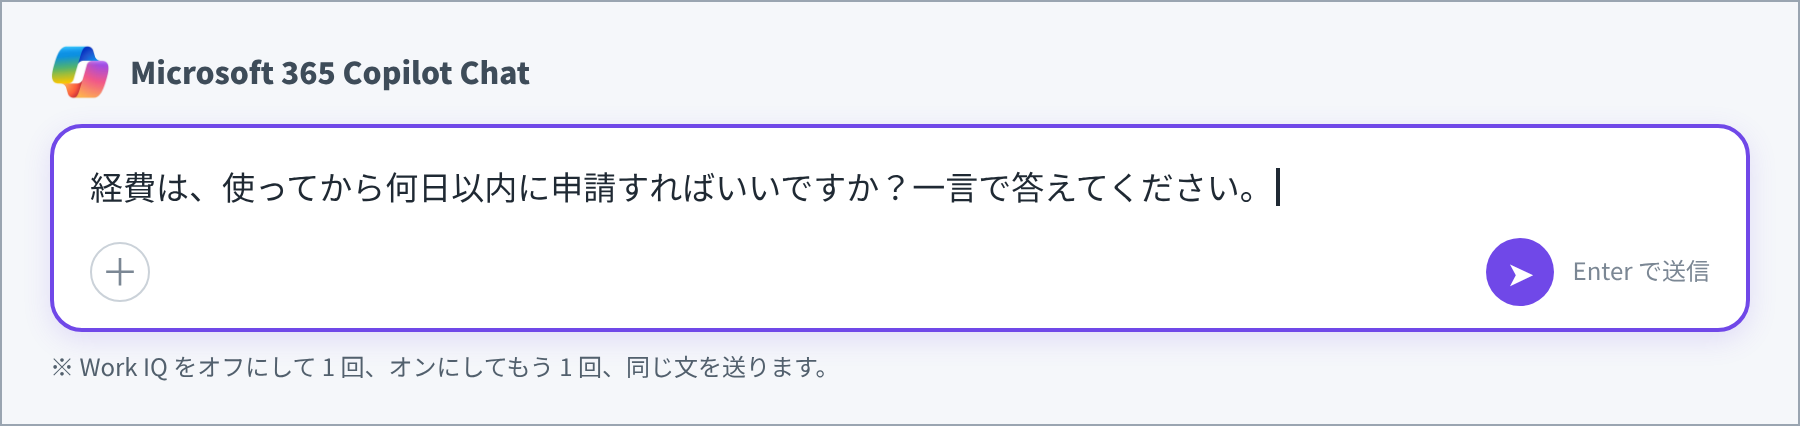 Microsoft 365 Copilot Chat
経費は、使ってから何日以内に申請すればいいですか？一言で答えてください。
Enter で送信
※ Work IQ をオフにして 1 回、オンにしてもう 1 回、同じ文を送ります。